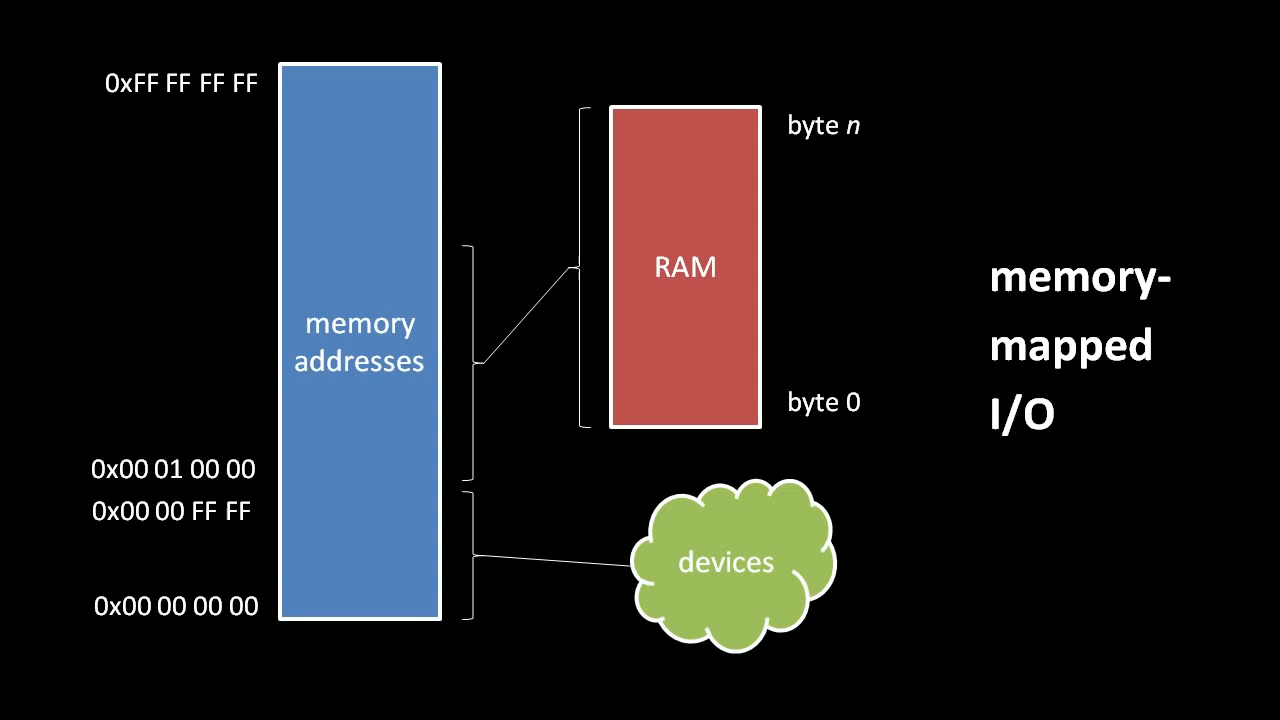 0xFF FF FF FF
memory
addresses
0x00 01 00 00
0x00 00 FF FF
0x00 00 00 00
RAM
byte n
byte 0
devices
memory-
mapped
I/O